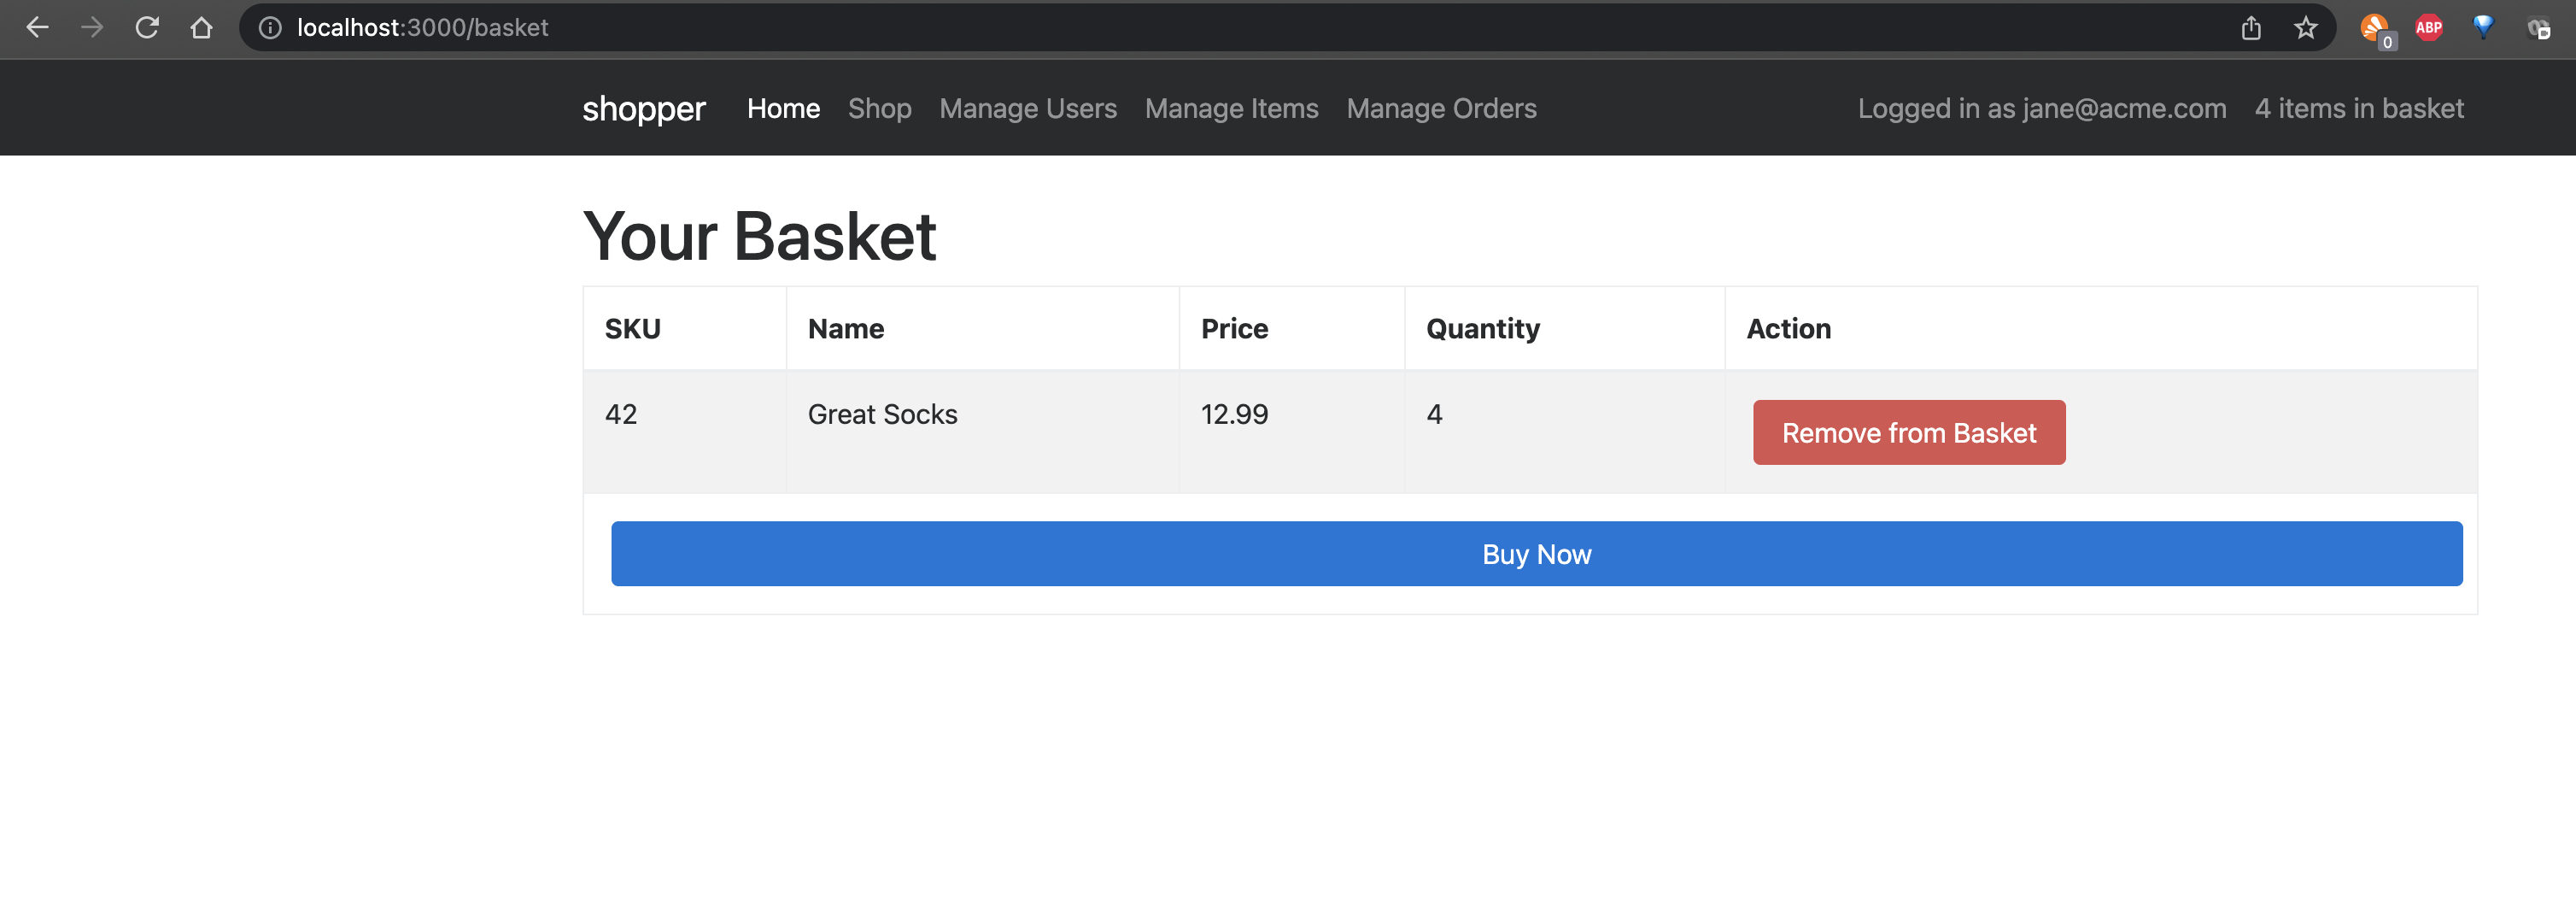 localhost:3000/basket
0
ABP
shopper Home Shop Manage Users Manage Items Manage Orders Logged in as jane@acme.com 4 items in basket
Your Basket
SKU Name Price Quantity Action
42 Great Socks 12.99 4 Remove from Basket
Buy Now